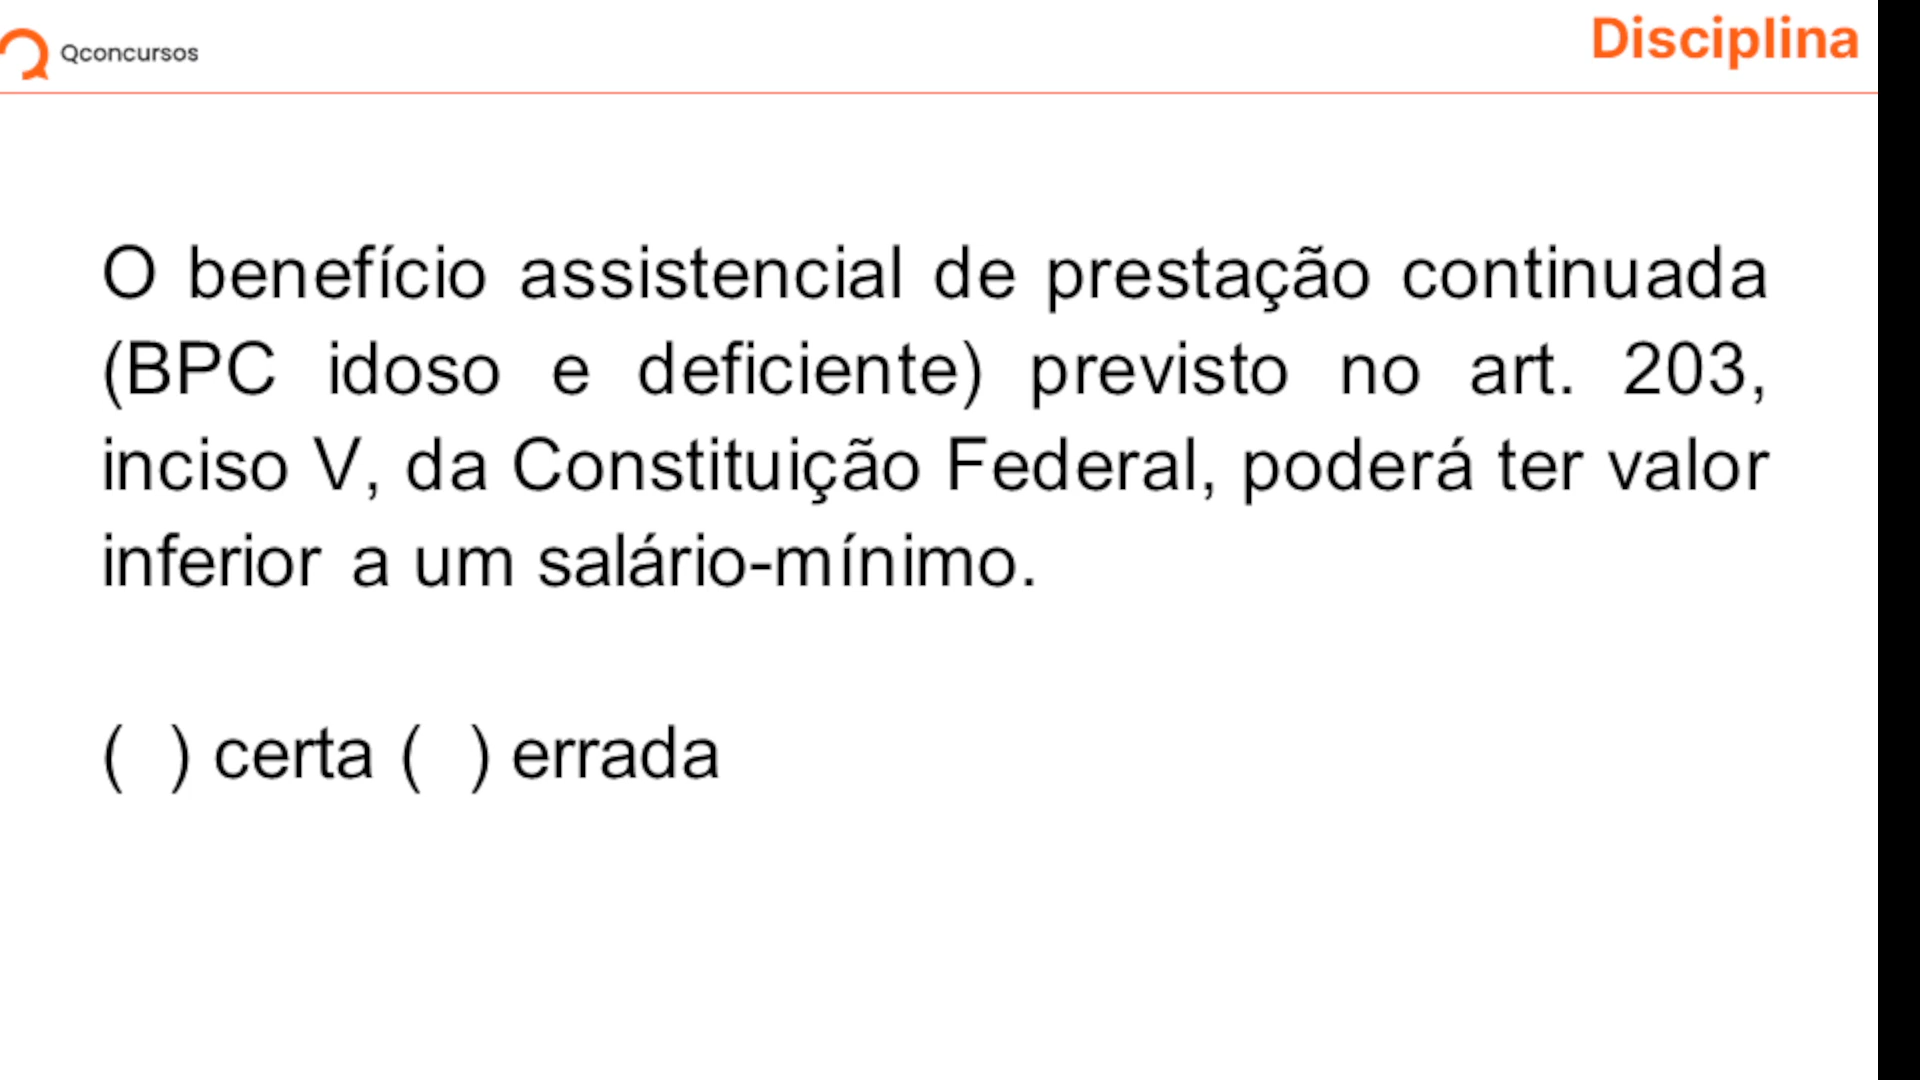 Qconcursos
Disciplina
O benefício assistencial de prestação continuada
(BPC idoso e deficiente) previsto no art. 203,
inciso V, da Constituição Federal, poderá ter valor
inferior a um salário-mínimo.
( ) certa ( ) errada